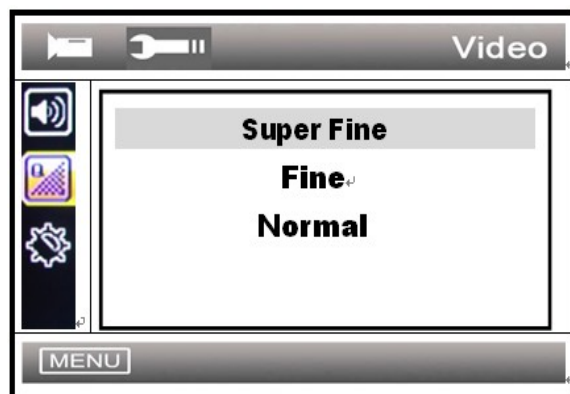 Video
Q
Super Fine
Fine
Normal
MENU